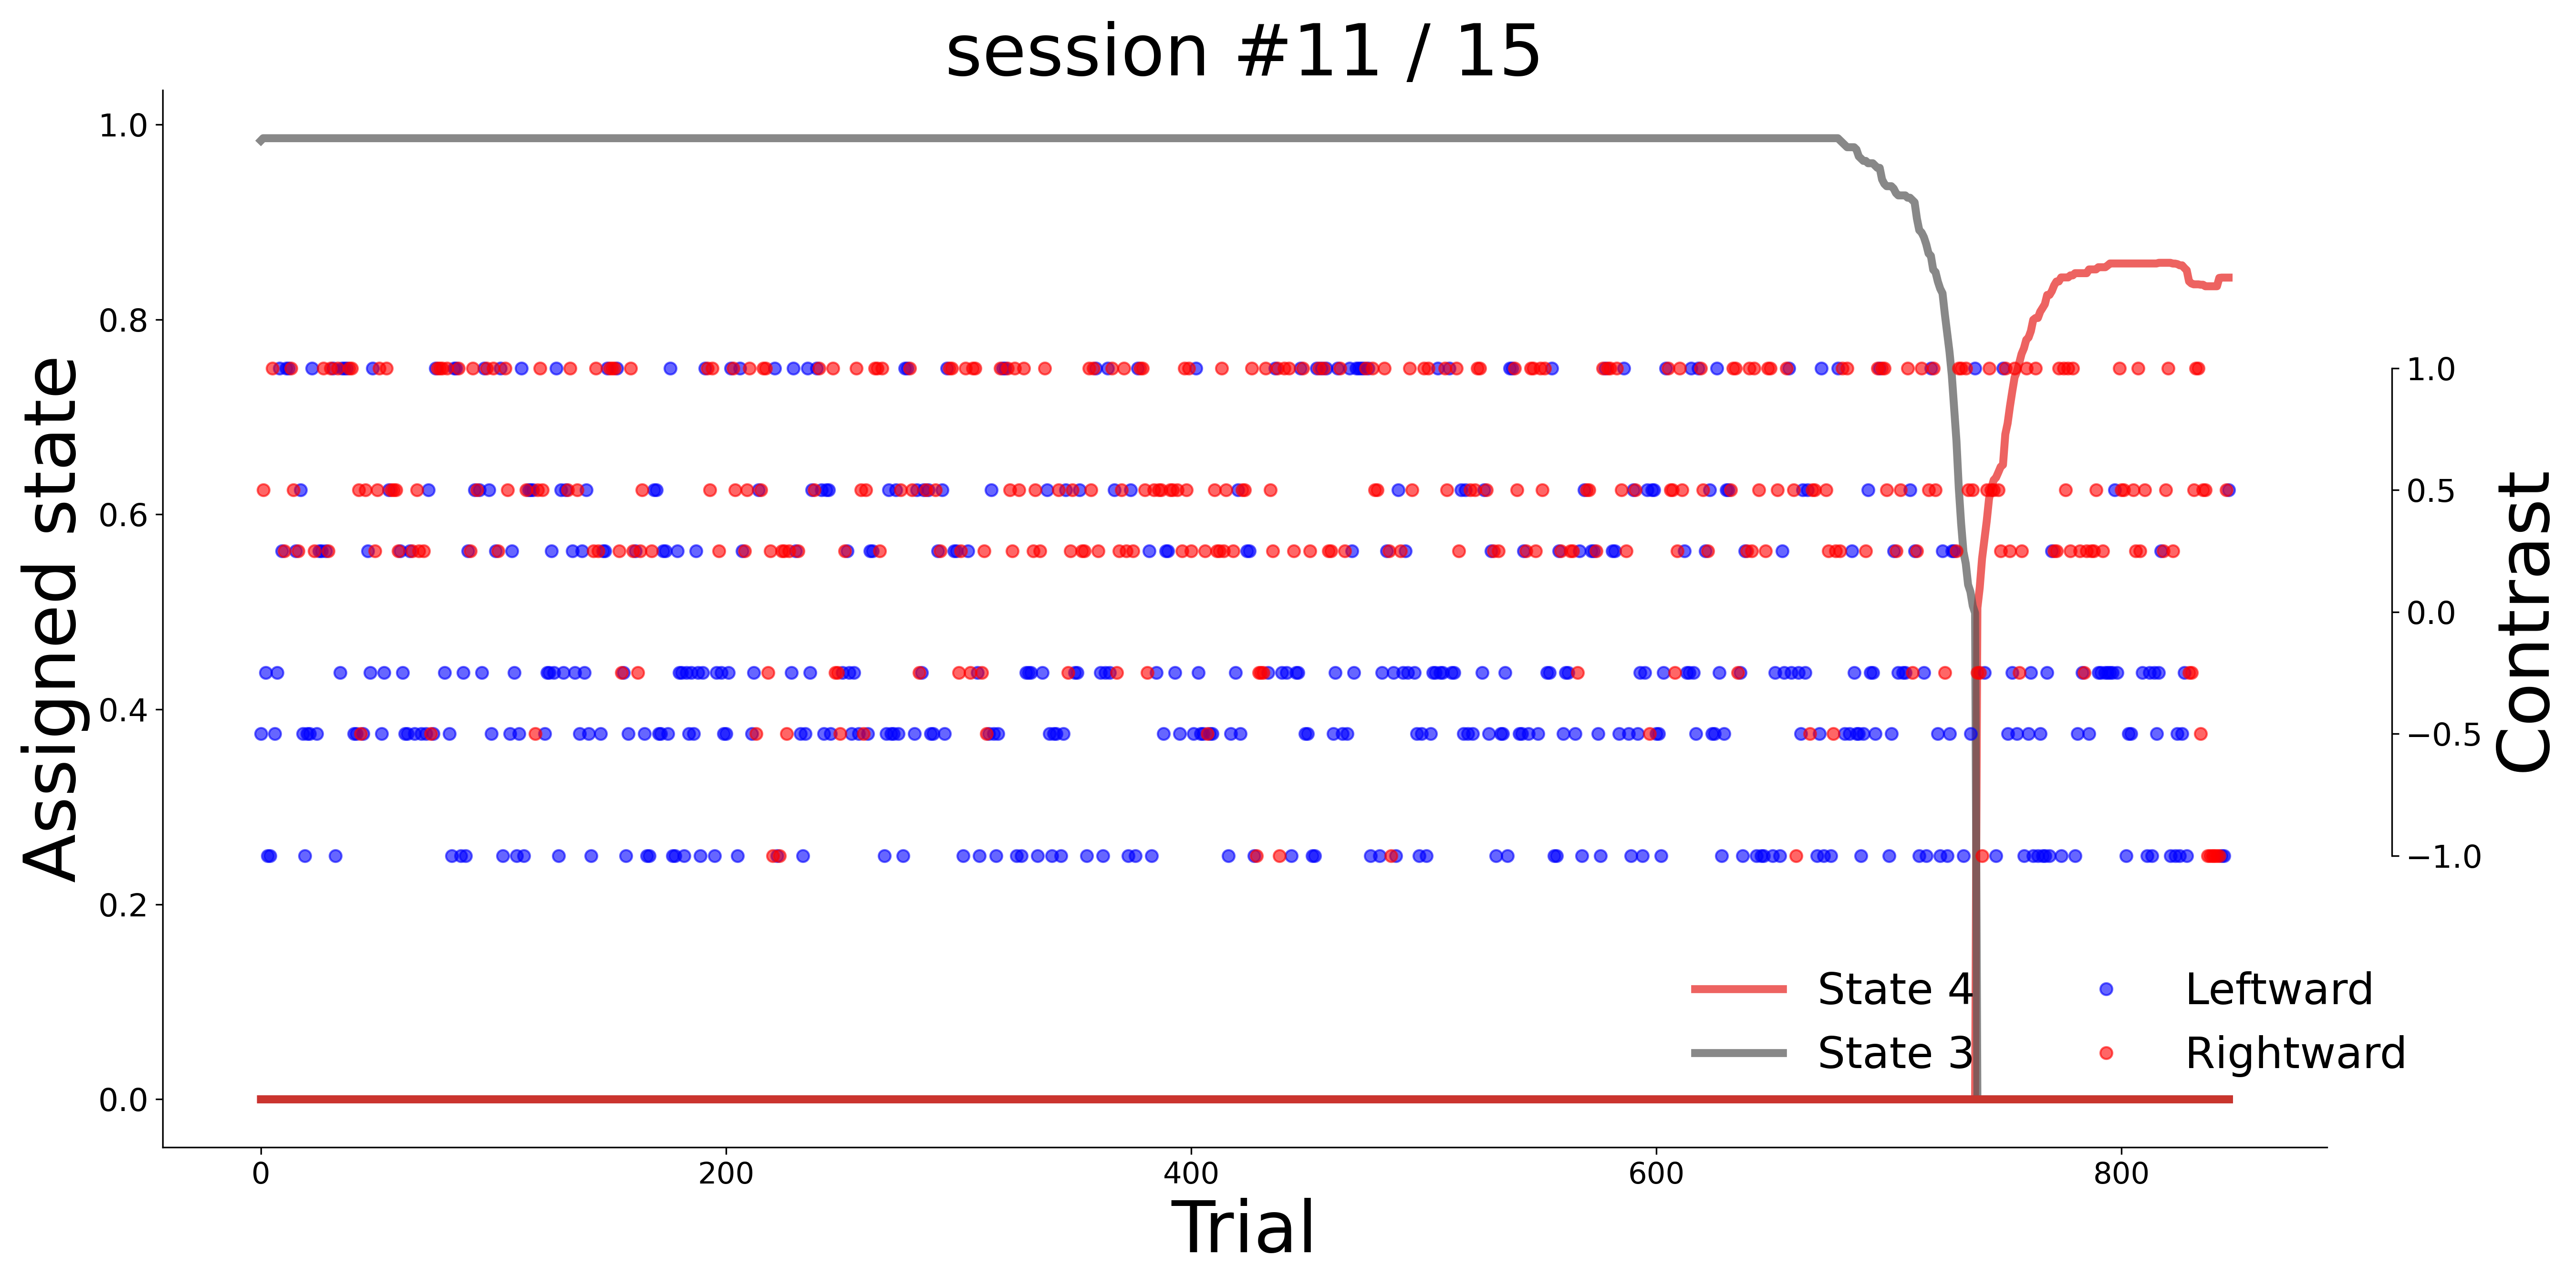 session #11 / 15
1.0
0.8
0.6
0.4
0.2
0.0
Assigned state
1.0
0.5
0.0
−0.5
−1.0
Contrast
State 4
State 3
Leftward
Rightward
0 200 400 600 800
Trial